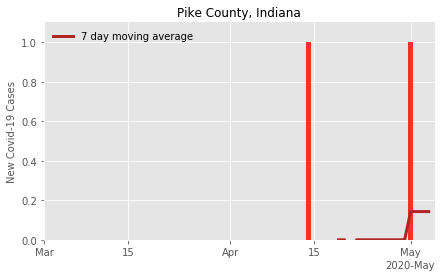 Pike County, Indiana
7 day moving average
New Covid-19 Cases
1.0
0.8
0.6
0.4
0.2
0.0
Mar 15 Apr 15 May
2020-May